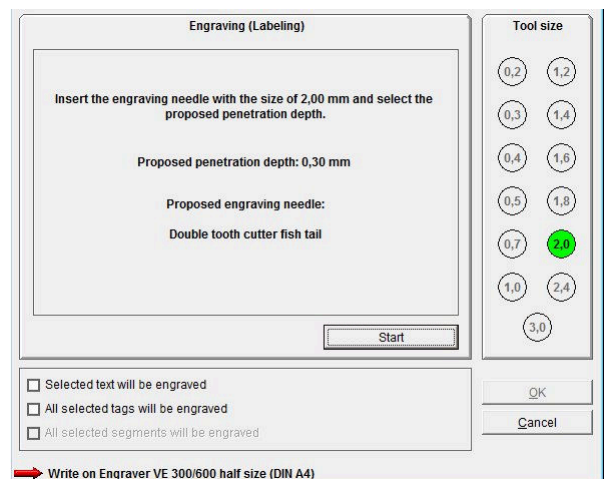 Engraving (Labeling)
Insert the engraving needle with the size of 2,00 mm and select the
proposed penetration depth.
Proposed penetration depth: 0,30 mm
Proposed engraving needle:
Double tooth cutter fish tail
Start
Tool size
0,2 1,2
0,3 1,4
0,4 1,6
0,5 1,8
0,7 2,0
1,0 2,4
3,0
Selected text will be engraved
All selected tags will be engraved
All selected segments will be engraved
OK
Cancel
Write on Engraver VE 300/600 half size (DIN A4)